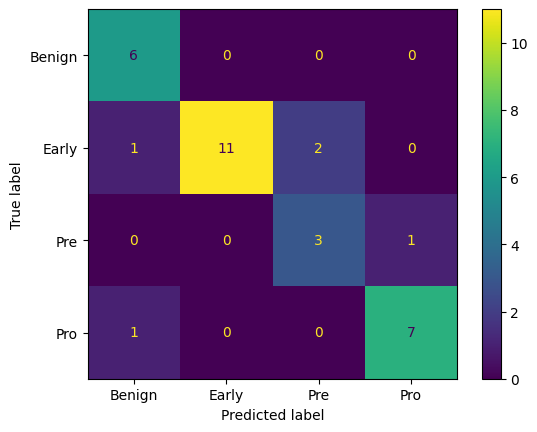 Benign 6 0 0 0
Early 1 11 2 0
Pre 0 0 3 1
Pro 1 0 0 7
Benign Early Pre Pro
Predicted label
True label
10
8
6
4
2
0